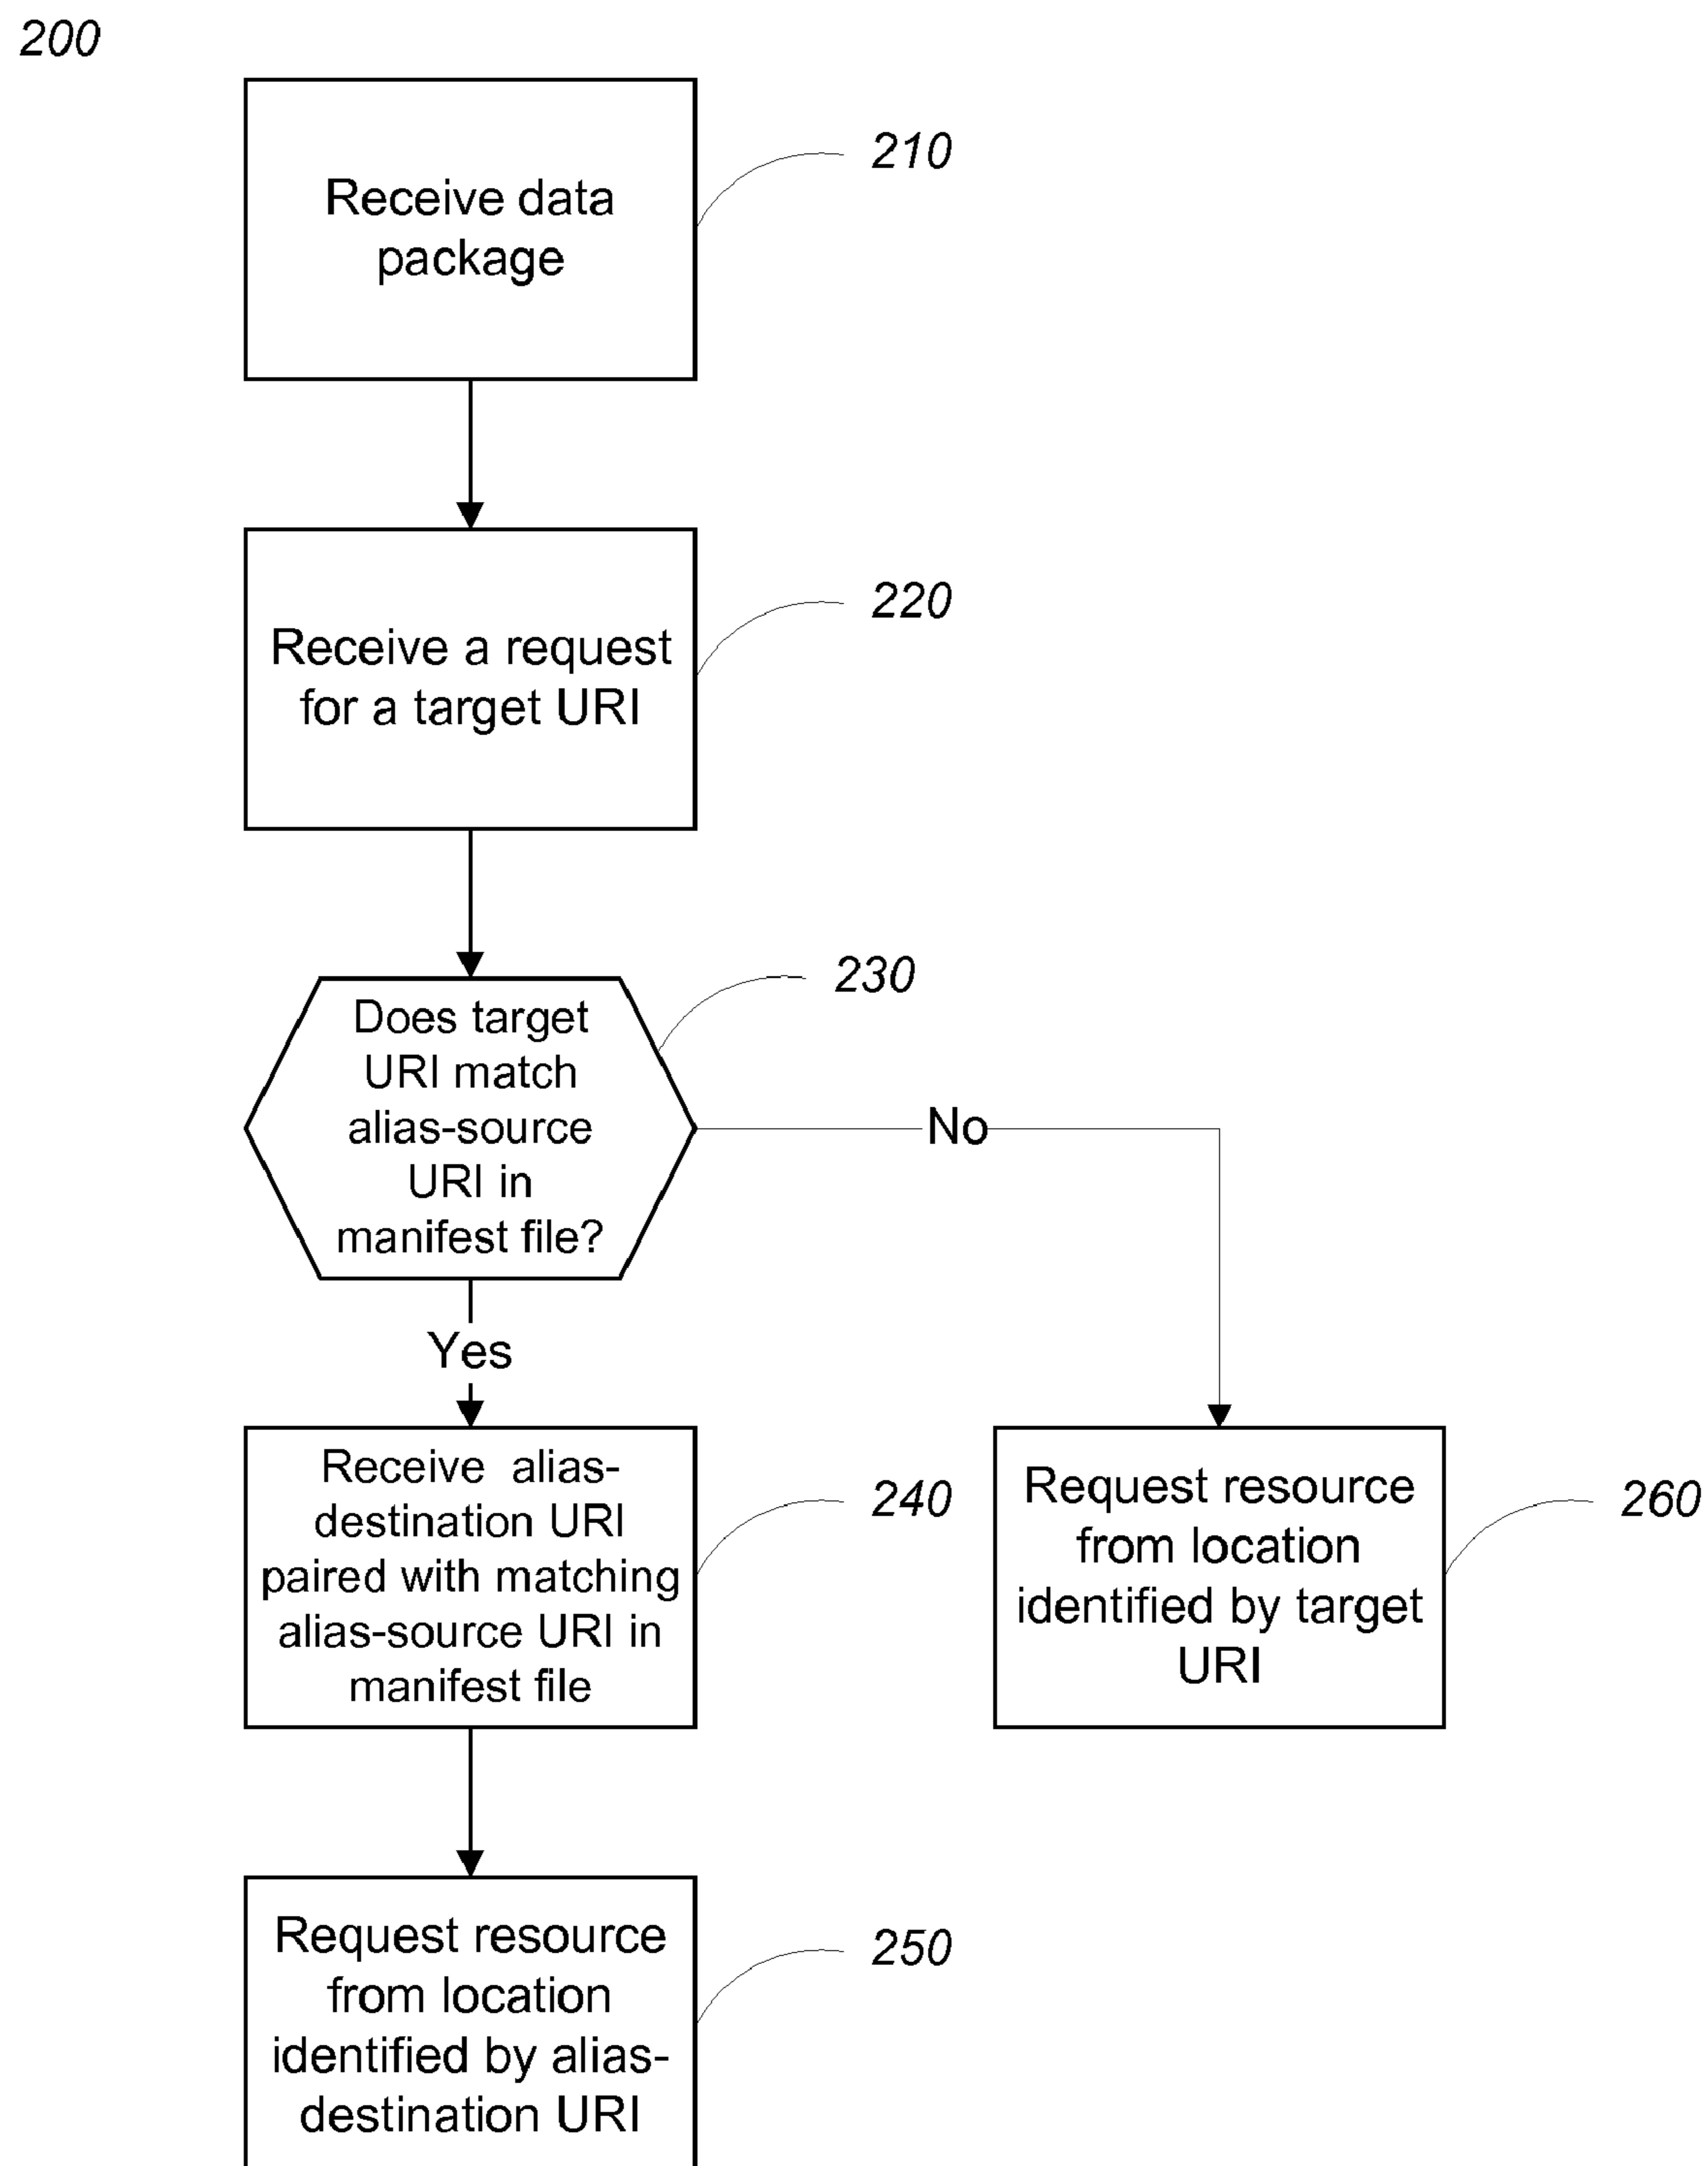 200
Receive data
package
210
Receive a request
for a target URI
220
Does target
URI match
alias-source
URI in
manifest file?
230
No
Yes
Receive alias-
destination URI
paired with matching
alias-source URI in
manifest file
240
Request resource
from location
identified by target
URI
260
Request resource
from location
identified by alias-
destination URI
250